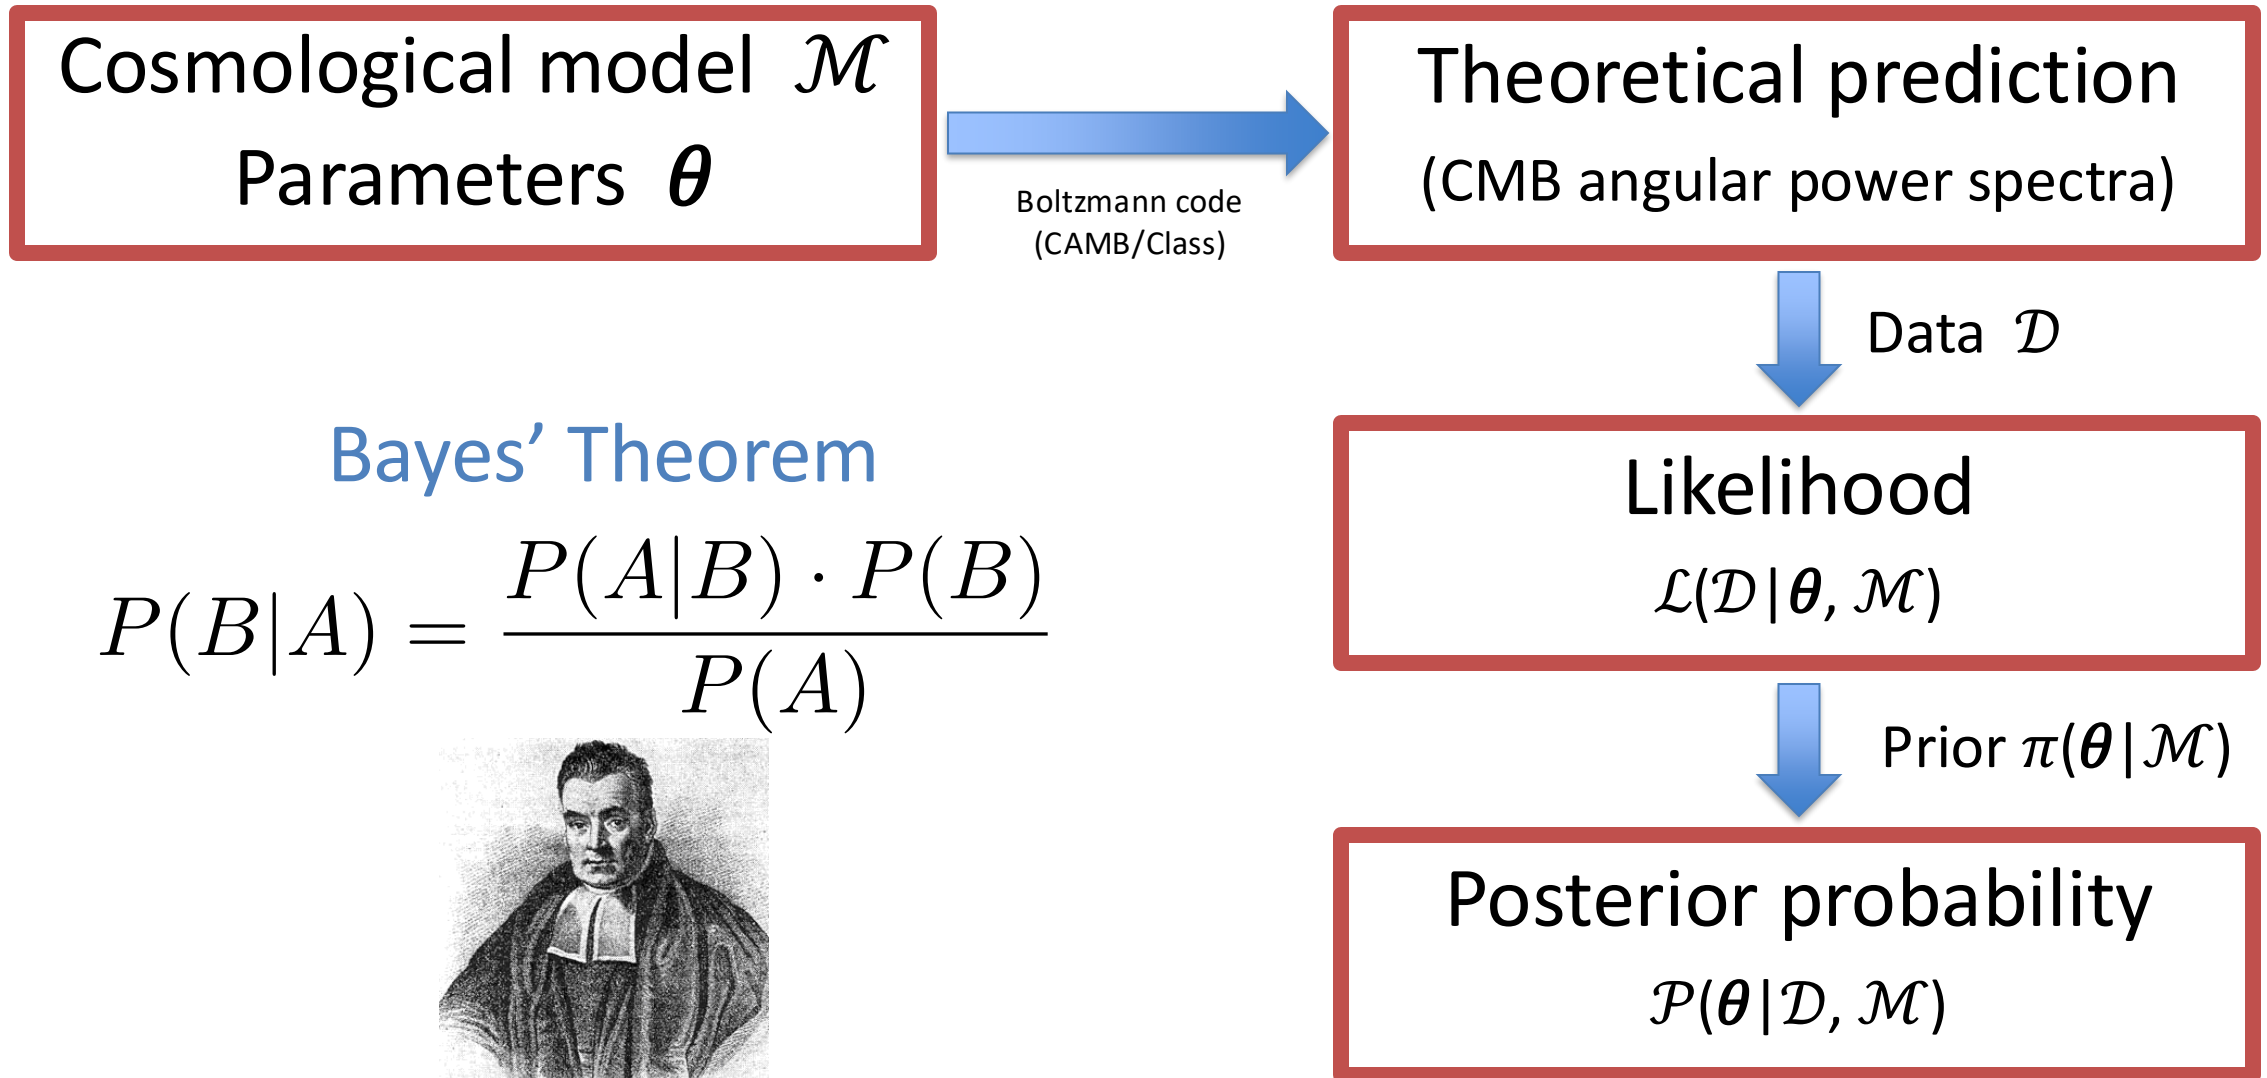 Cosmological model ℳ
Parameters 𝜽
Boltzmann code
(CAMB/Class)
Theoretical prediction
(CMB angular power spectra)
Data 𝒟
Likelihood
ℒ(𝒟|𝜽, ℳ)
Prior 𝜋(𝜽|ℳ)
Posterior probability
𝒫(𝜽|𝒟, ℳ)
Bayes’ Theorem
P(B|A) = P(A|B) · P(B) / P(A)